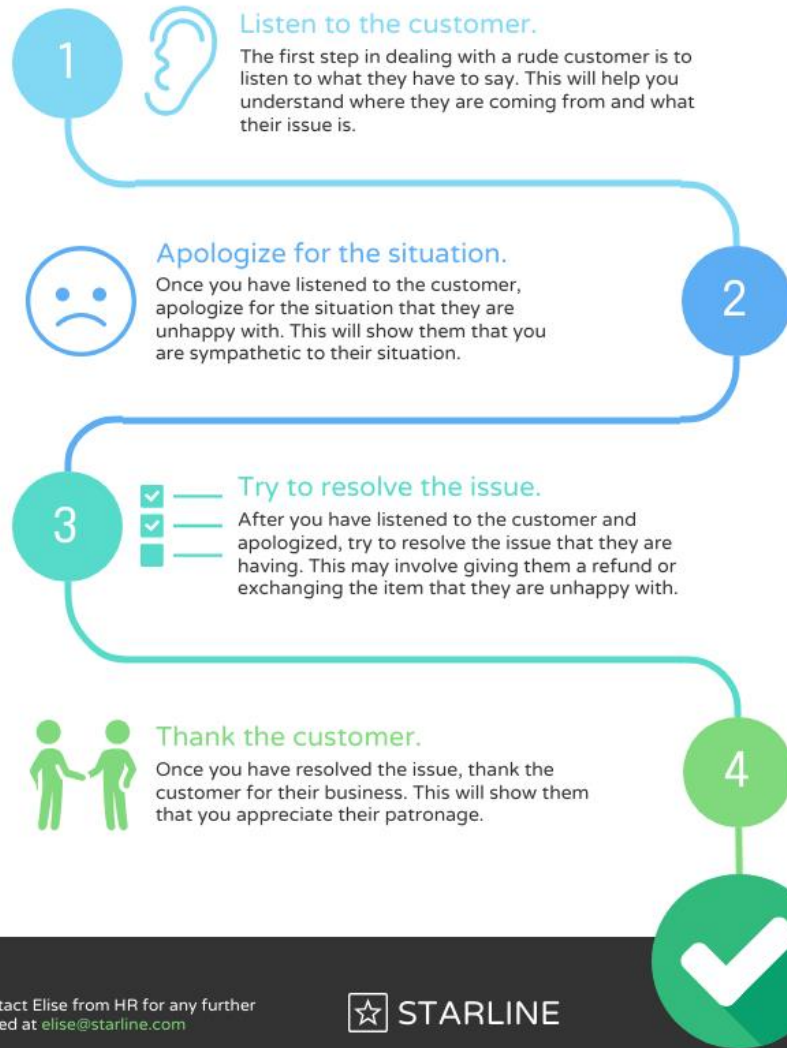 1
Listen to the customer.
The first step in dealing with a rude customer is to
listen to what they have to say. This will help you
understand where they are coming from and what
their issue is.
Apologize for the situation.
Once you have listened to the customer,
apologize for the situation that they are
unhappy with. This will show them that you
are sympathetic to their situation.
2
3
Try to resolve the issue.
After you have listened to the customer and
apologized, try to resolve the issue that they are
having. This may involve giving them a refund or
exchanging the item that they are unhappy with.
Thank the customer.
Once you have resolved the issue, thank the
customer for their business. This will show them
that you appreciate their patronage.
4
tact Elise from HR for any further
ed at elise@starline.com
STARLINE